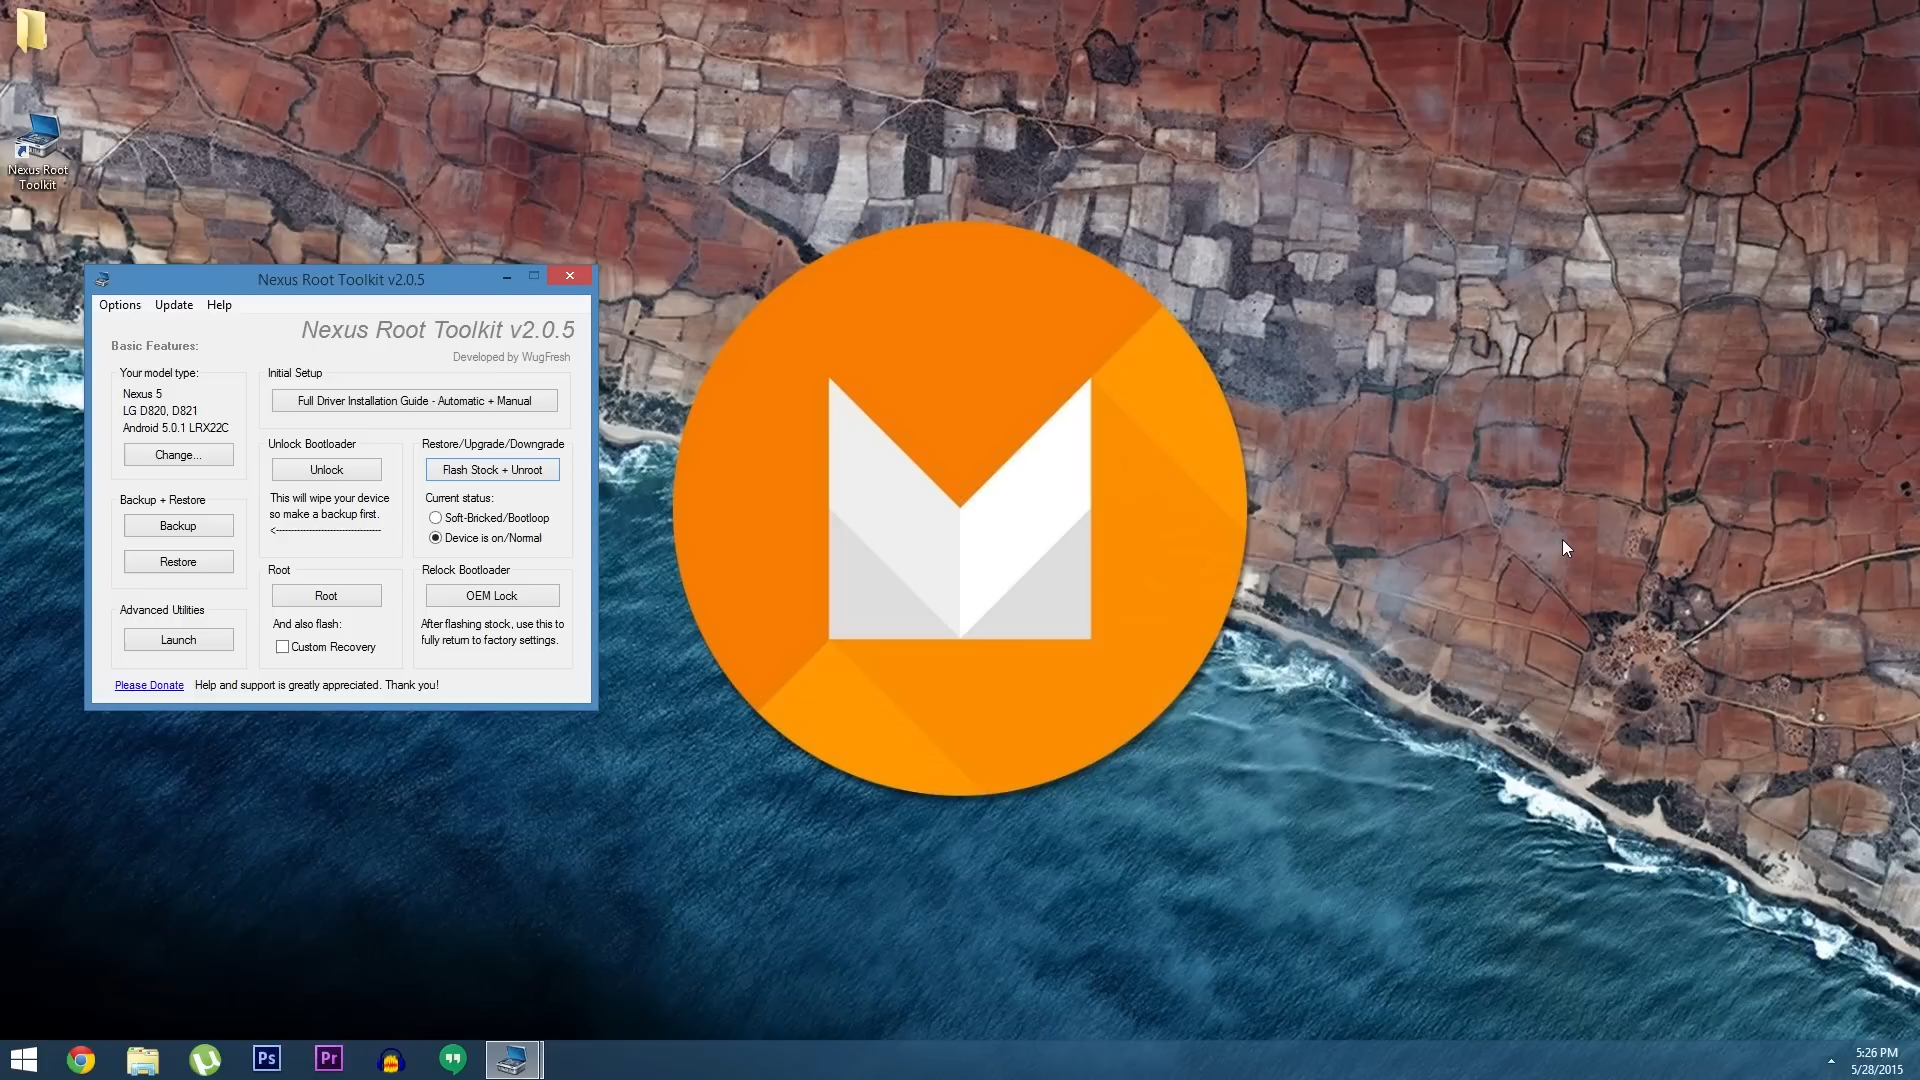 Nexus Root
Toolkit
Nexus Root Toolkit v2.0.5
Options Update Help
Nexus Root Toolkit v2.0.5
Developed by WugFresh
Basic Features:
Your model type:
Nexus 5
LG D820, D821
Android 5.0.1 LRX22C
Change...
Backup + Restore
Backup
Restore
Advanced Utilities
Launch
Initial Setup
Full Driver Installation Guide - Automatic + Manual
Unlock Bootloader
Unlock
This will wipe your device
so make a backup first.
<-----------------------------------
Restore/Upgrade/Downgrade
Flash Stock + Unroot
Current status:
Soft-Bricked/Bootloop
Device is on/Normal
Root
Root
And also flash:
Custom Recovery
Relock Bootloader
OEM Lock
After flashing stock, use this to
fully return to factory settings.
Please Donate Help and support is greatly appreciated. Thank you!
Ps
Pr
5:26 PM
5/28/2015